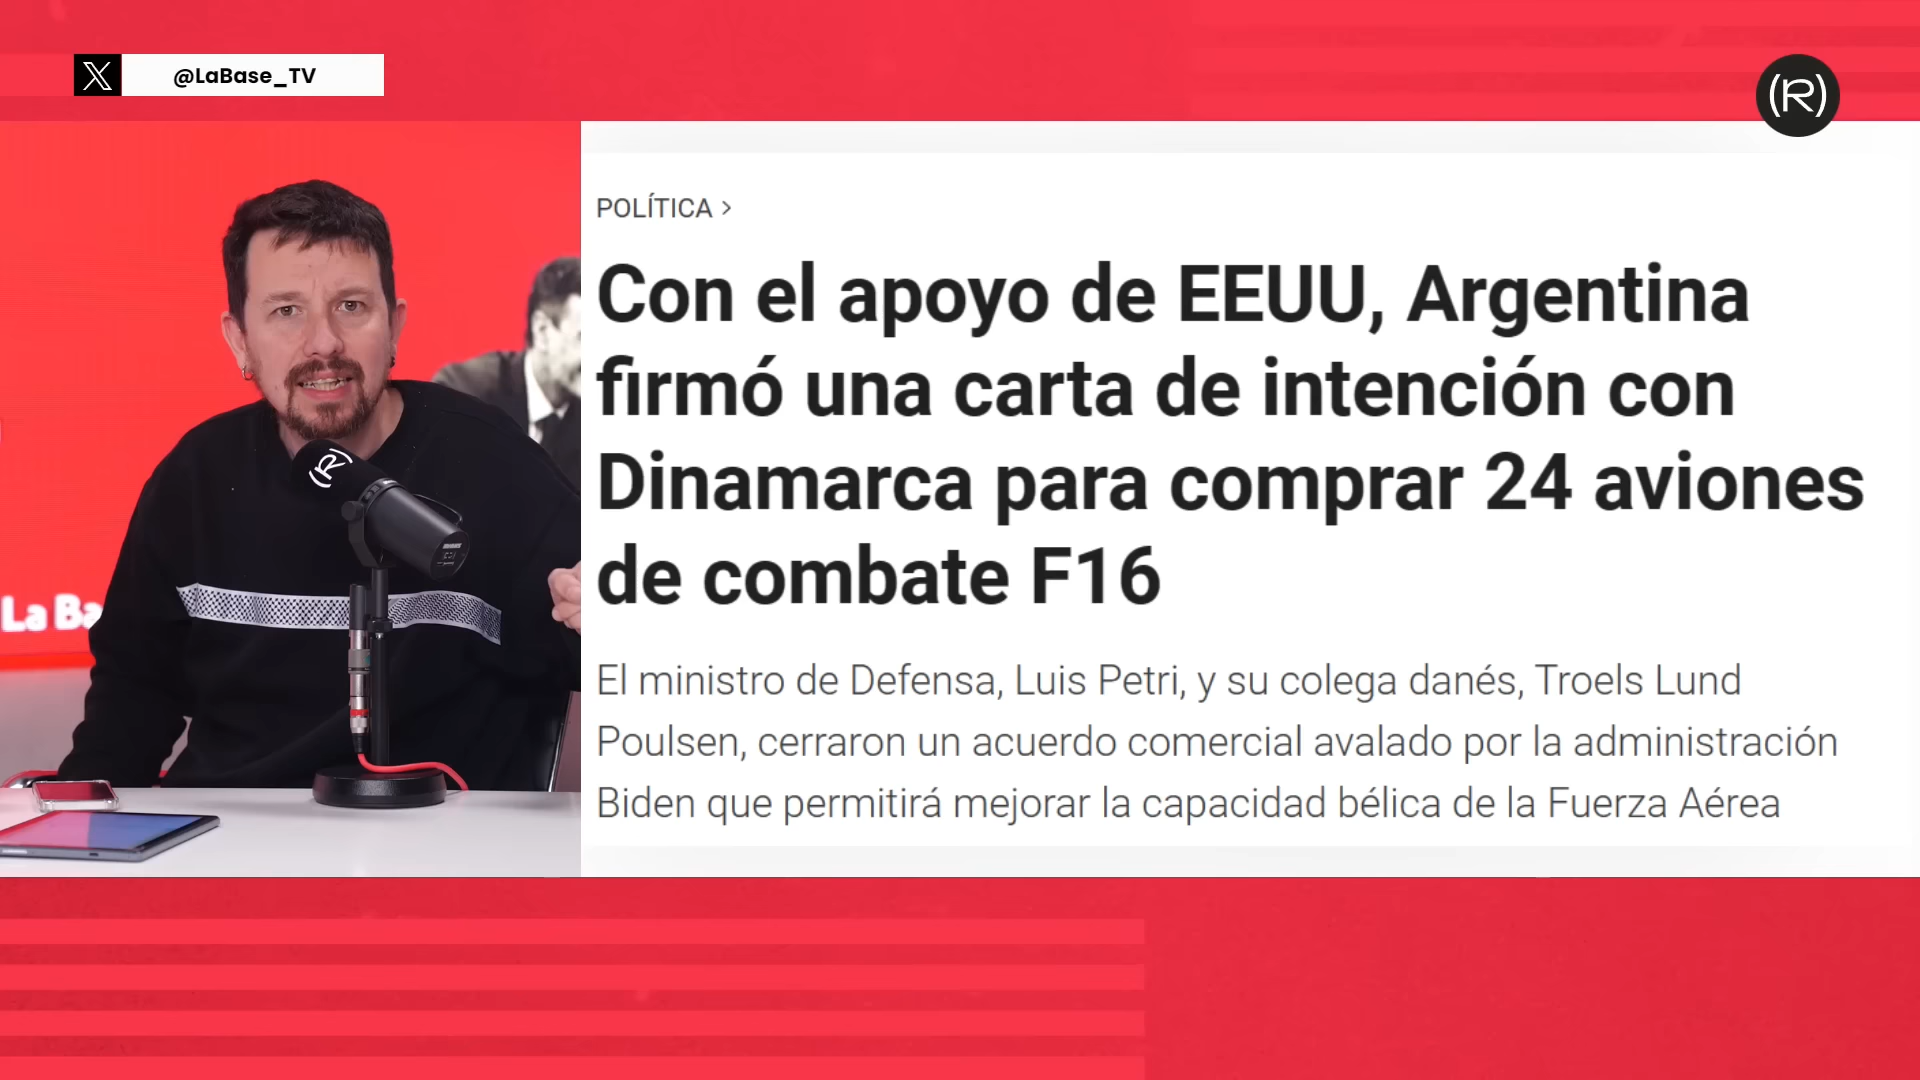 @LaBase_TV
(R)
POLÍTICA >
Con el apoyo de EEUU, Argentina
firmó una carta de intención con
Dinamarca para comprar 24 aviones
de combate F16
El ministro de Defensa, Luis Petri, y su colega danés, Troels Lund
Poulsen, cerraron un acuerdo comercial avalado por la administración
Biden que permitirá mejorar la capacidad bélica de la Fuerza Aérea
(R)
La Ba